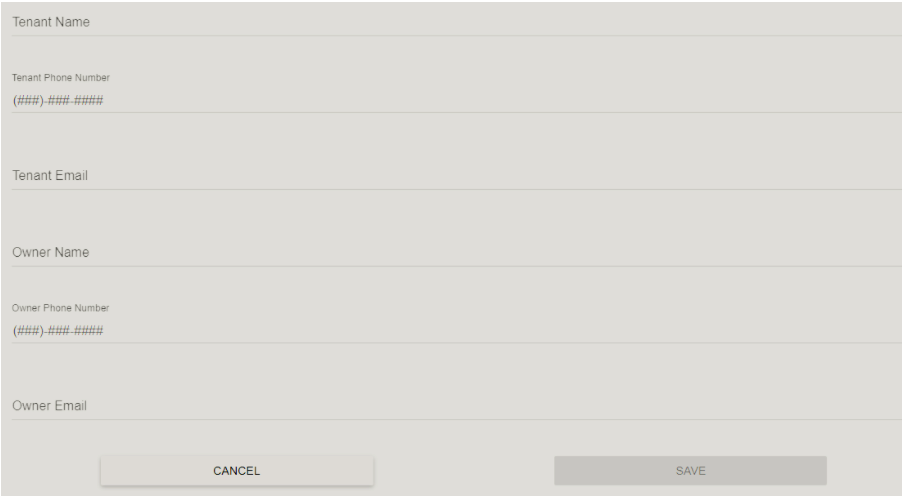 Tenant Name
Tenant Phone Number
(###)-###-####
Tenant Email
Owner Name
Owner Phone Number
(###)-###-####
Owner Email
CANCEL SAVE